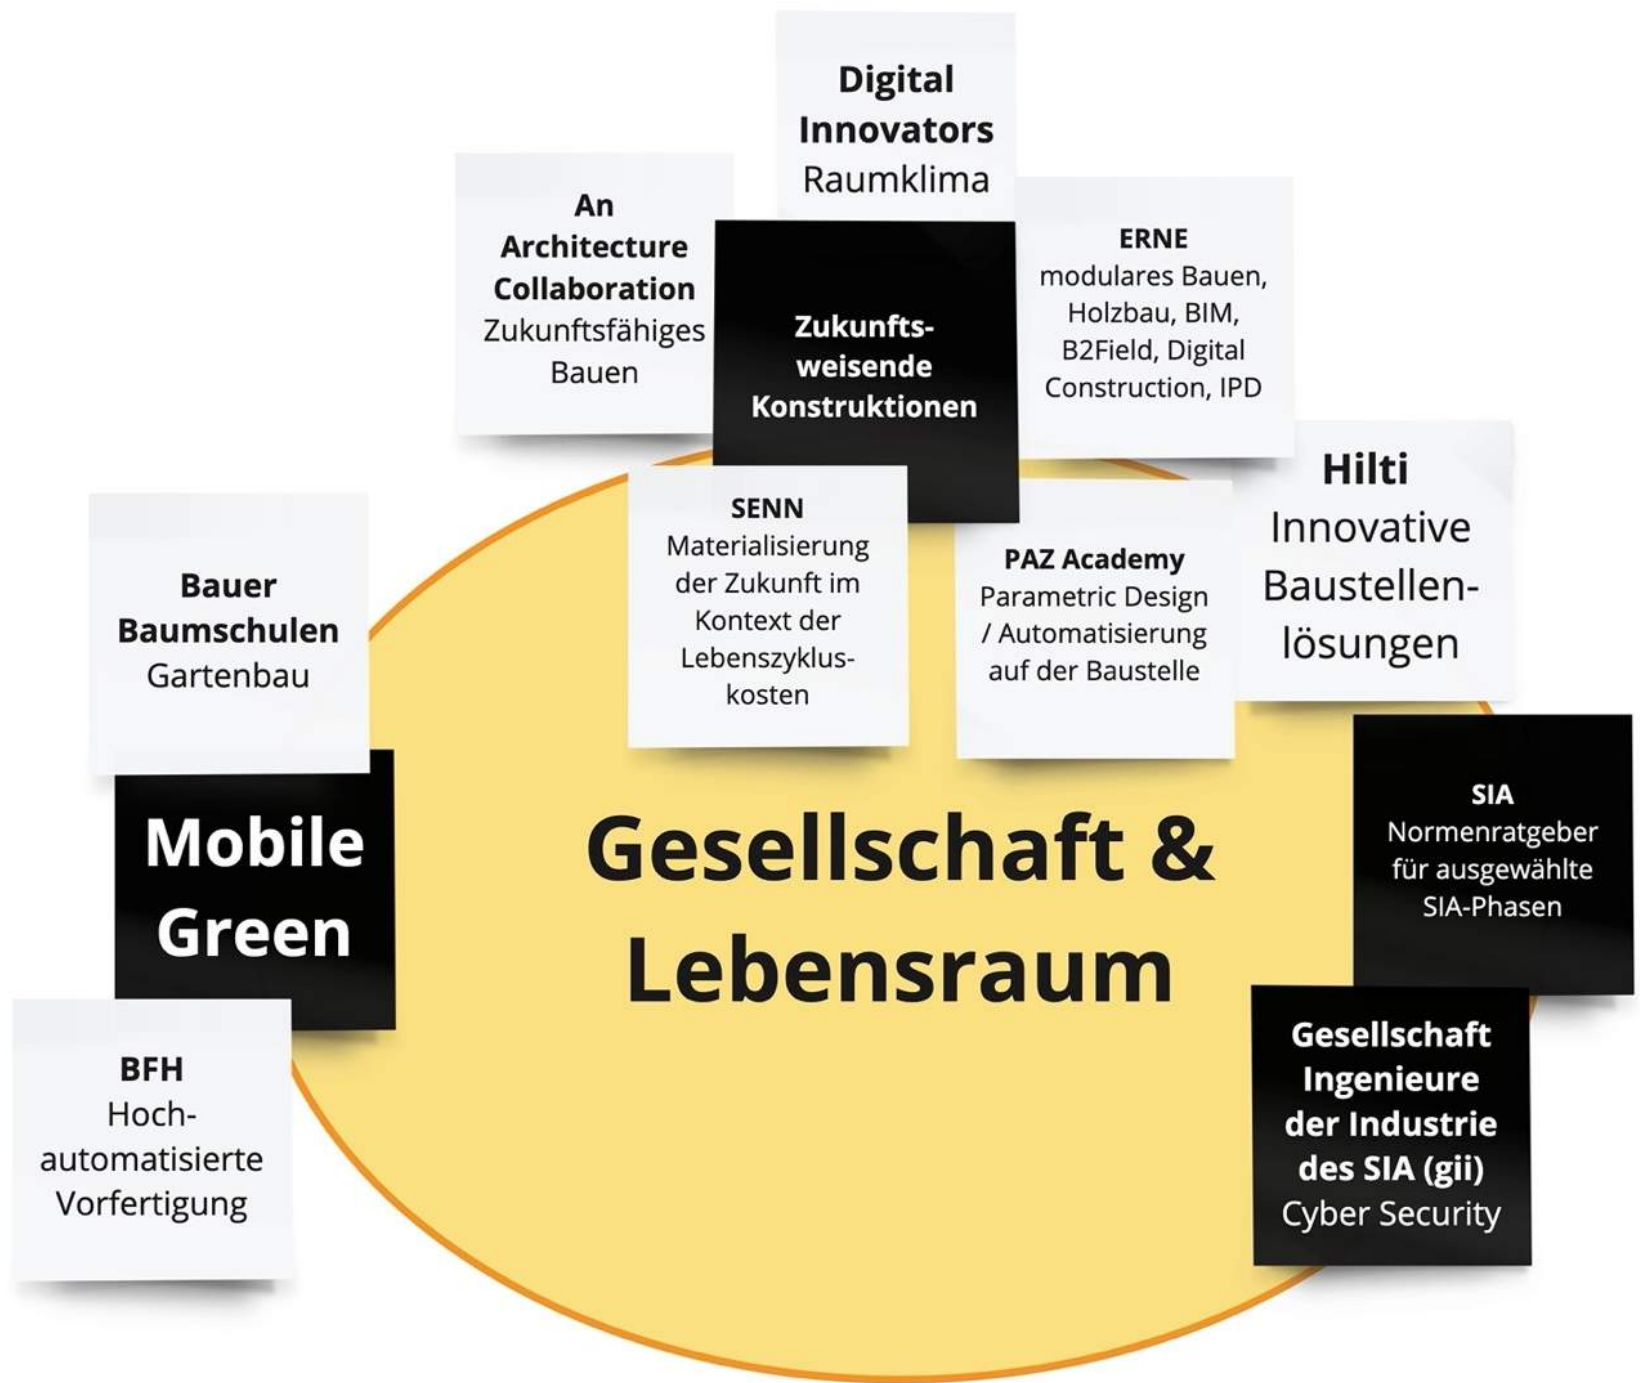 Digital
Innovators
Raumklima
An
Architecture
Collaboration
Zukunftsfähiges
Bauen
Zukunfts-
weisende
Konstruktionen
ERNE
modulares Bauen,
Holzbau, BIM,
B2Field, Digital
Construction, IPD
Hilti
Innovative
Baustellen-
lösungen
SENN
Materialisierung
der Zukunft im
Kontext der
Lebenszyklus-
kosten
PAZ Academy
Parametric Design
/ Automatisierung
auf der Baustelle
Bauer
Baumschulen
Gartenbau
Mobile
Green
BFH
Hoch-
automatisierte
Vorfertigung
Gesellschaft &
Lebensraum
SIA
Normenratgeber
für ausgewählte
SIA-Phasen
Gesellschaft
Ingenieure
der Industrie
des SIA (gii)
Cyber Security